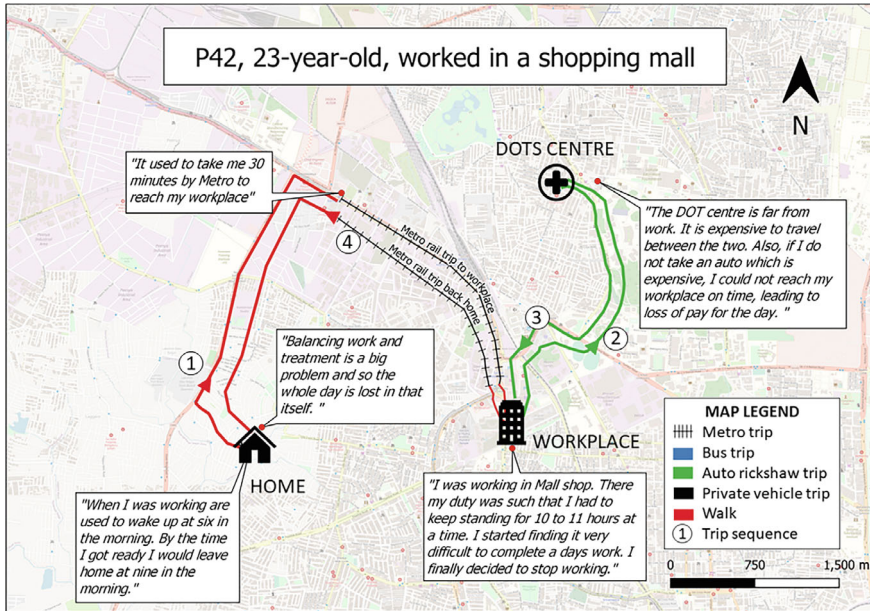 P42, 23-year-old, worked in a shopping mall
N
DOTS CENTRE
"It used to take me 30
minutes by Metro to
reach my workplace"
"The DOT centre is far from
work. It is expensive to travel
between the two. Also, if I do
not take an auto which is
expensive, I could not reach my
workplace on time, leading to
loss of pay for the day. "
4
Metro rail trip to workplace
Metro rail trip back home
3
2
1
"Balancing work and
treatment is a big
problem and so the
whole day is lost in that
itself. "
HOME
WORKPLACE
"When I was working are
used to wake up at six in
the morning. By the time
I got ready I would leave
home at nine in the
morning."
"I was working in Mall shop. There
my duty was such that I had to
keep standing for 10 to 11 hours at
a time. I started finding it very
difficult to complete a days work. I
finally decided to stop working."
MAP LEGEND
Metro trip
Bus trip
Auto rickshaw trip
Private vehicle trip
Walk
1 Trip sequence
0 750 1,500 m